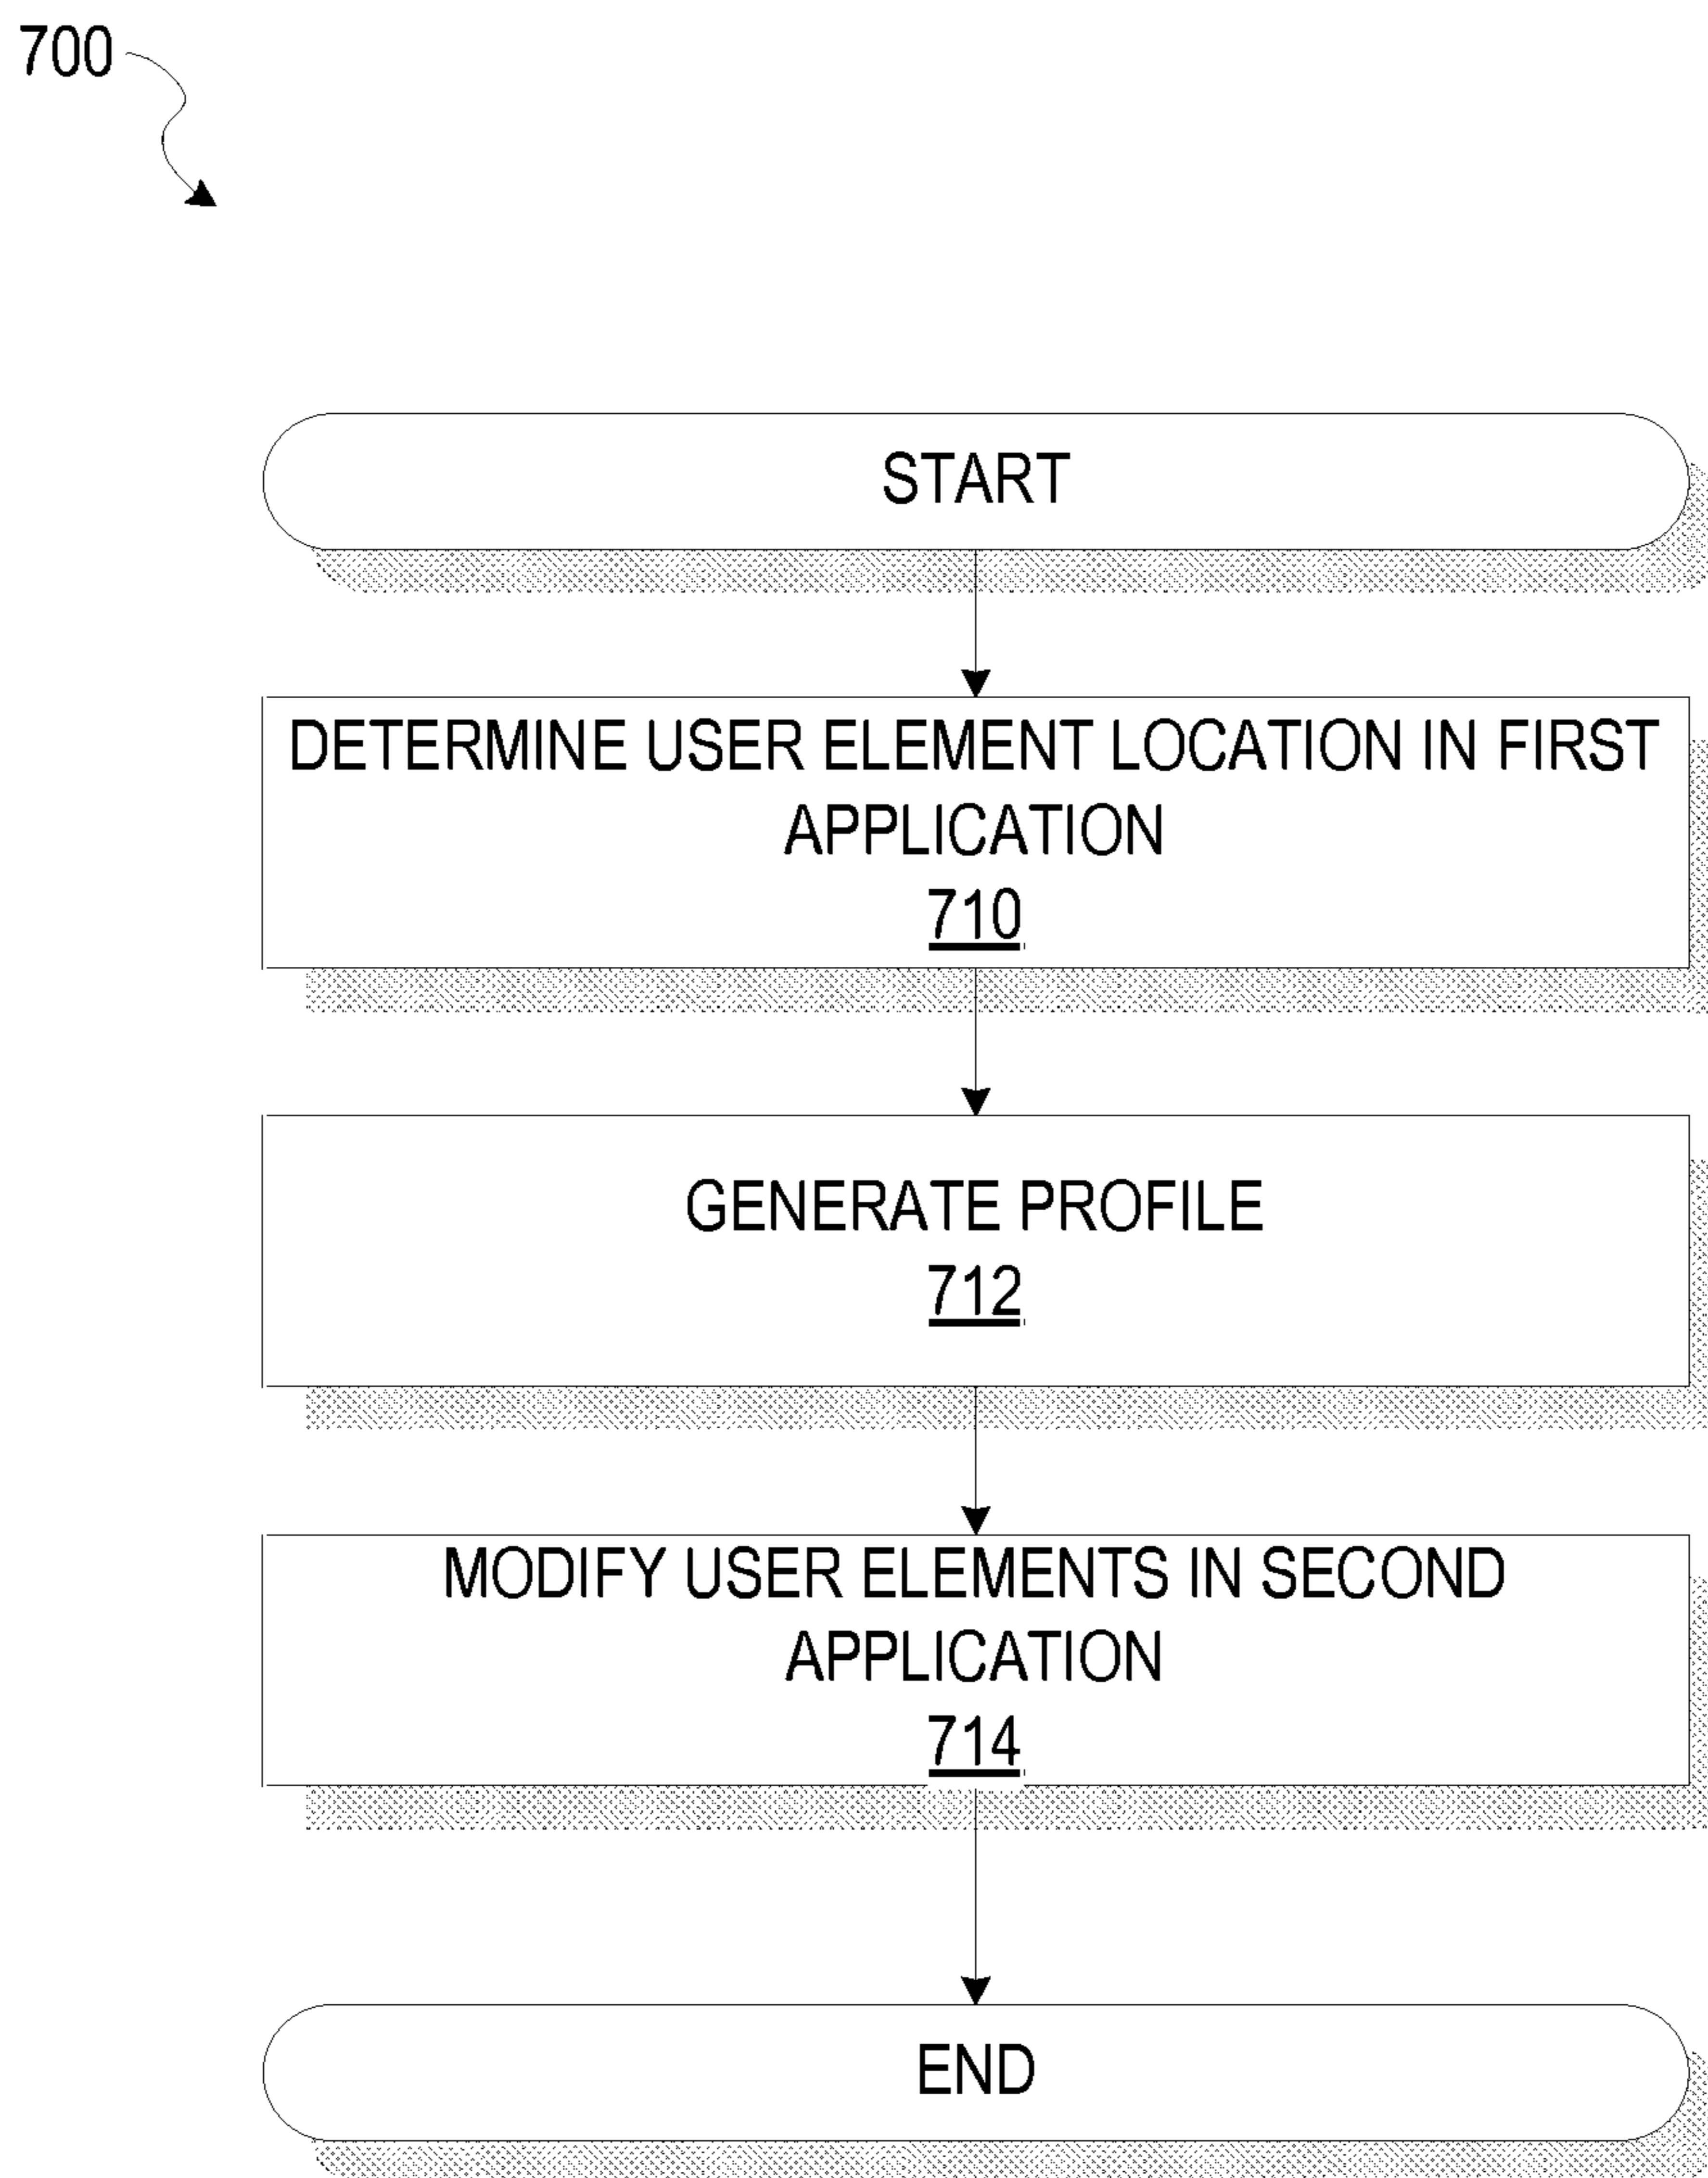 700
START
DETERMINE USER ELEMENT LOCATION IN FIRST
APPLICATION
710
GENERATE PROFILE
712
MODIFY USER ELEMENTS IN SECOND
APPLICATION
714
END